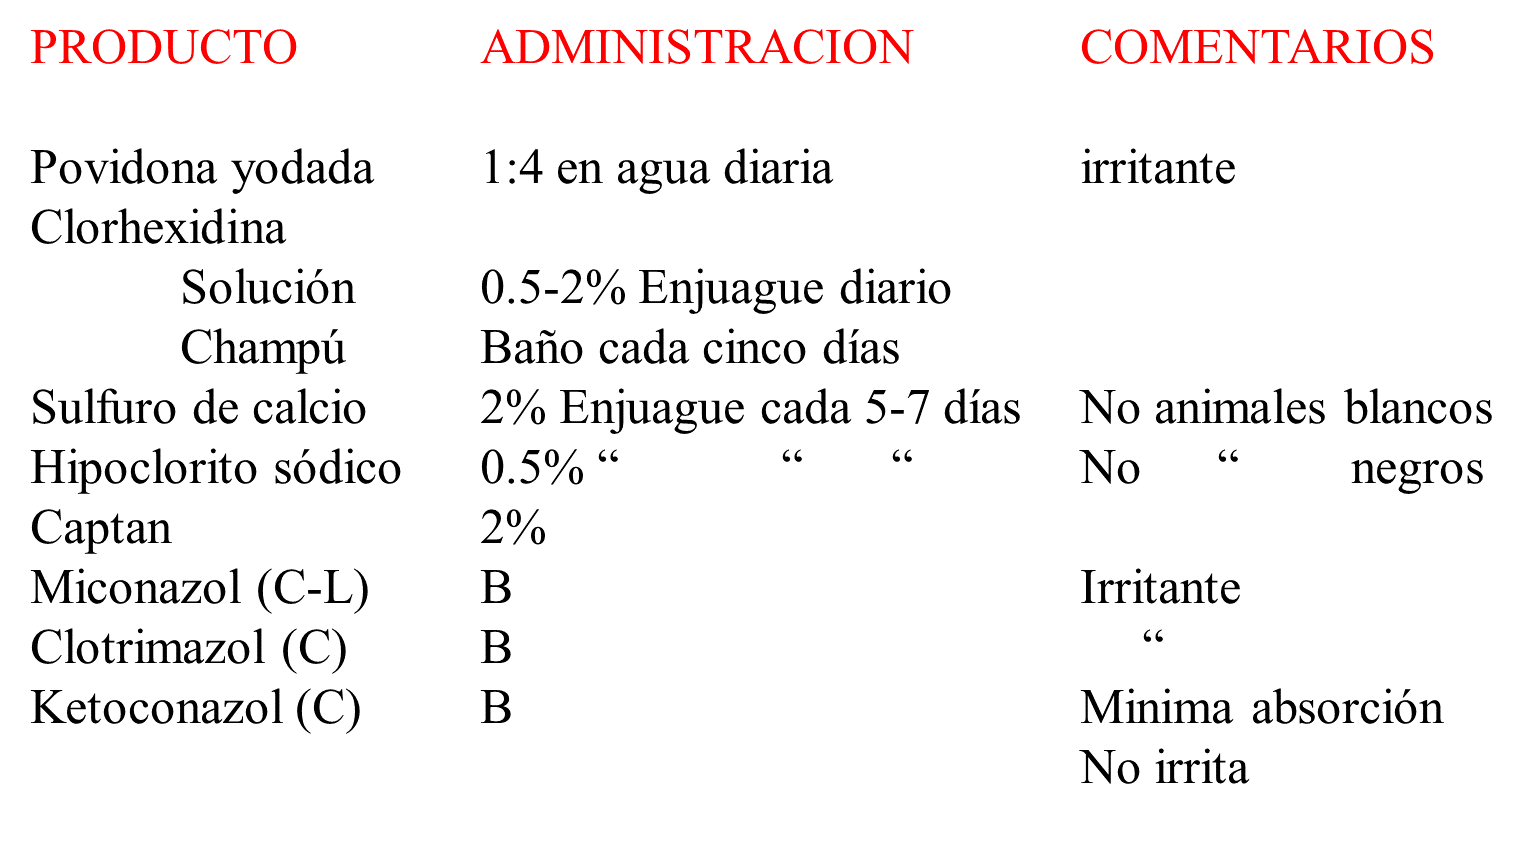 PRODUCTO ADMINISTRACION COMENTARIOS
Povidona yodada 1:4 en agua diaria irritante
Clorhexidina
Solución 0.5-2% Enjuague diario
Champú Baño cada cinco días
Sulfuro de calcio 2% Enjuague cada 5-7 días No animales blancos
Hipoclorito sódico 0.5% “ “ “ No “ negros
Captan 2%
Miconazol (C-L) B Irritante
Clotrimazol (C) B “
Ketoconazol (C) B Minima absorción
No irrita